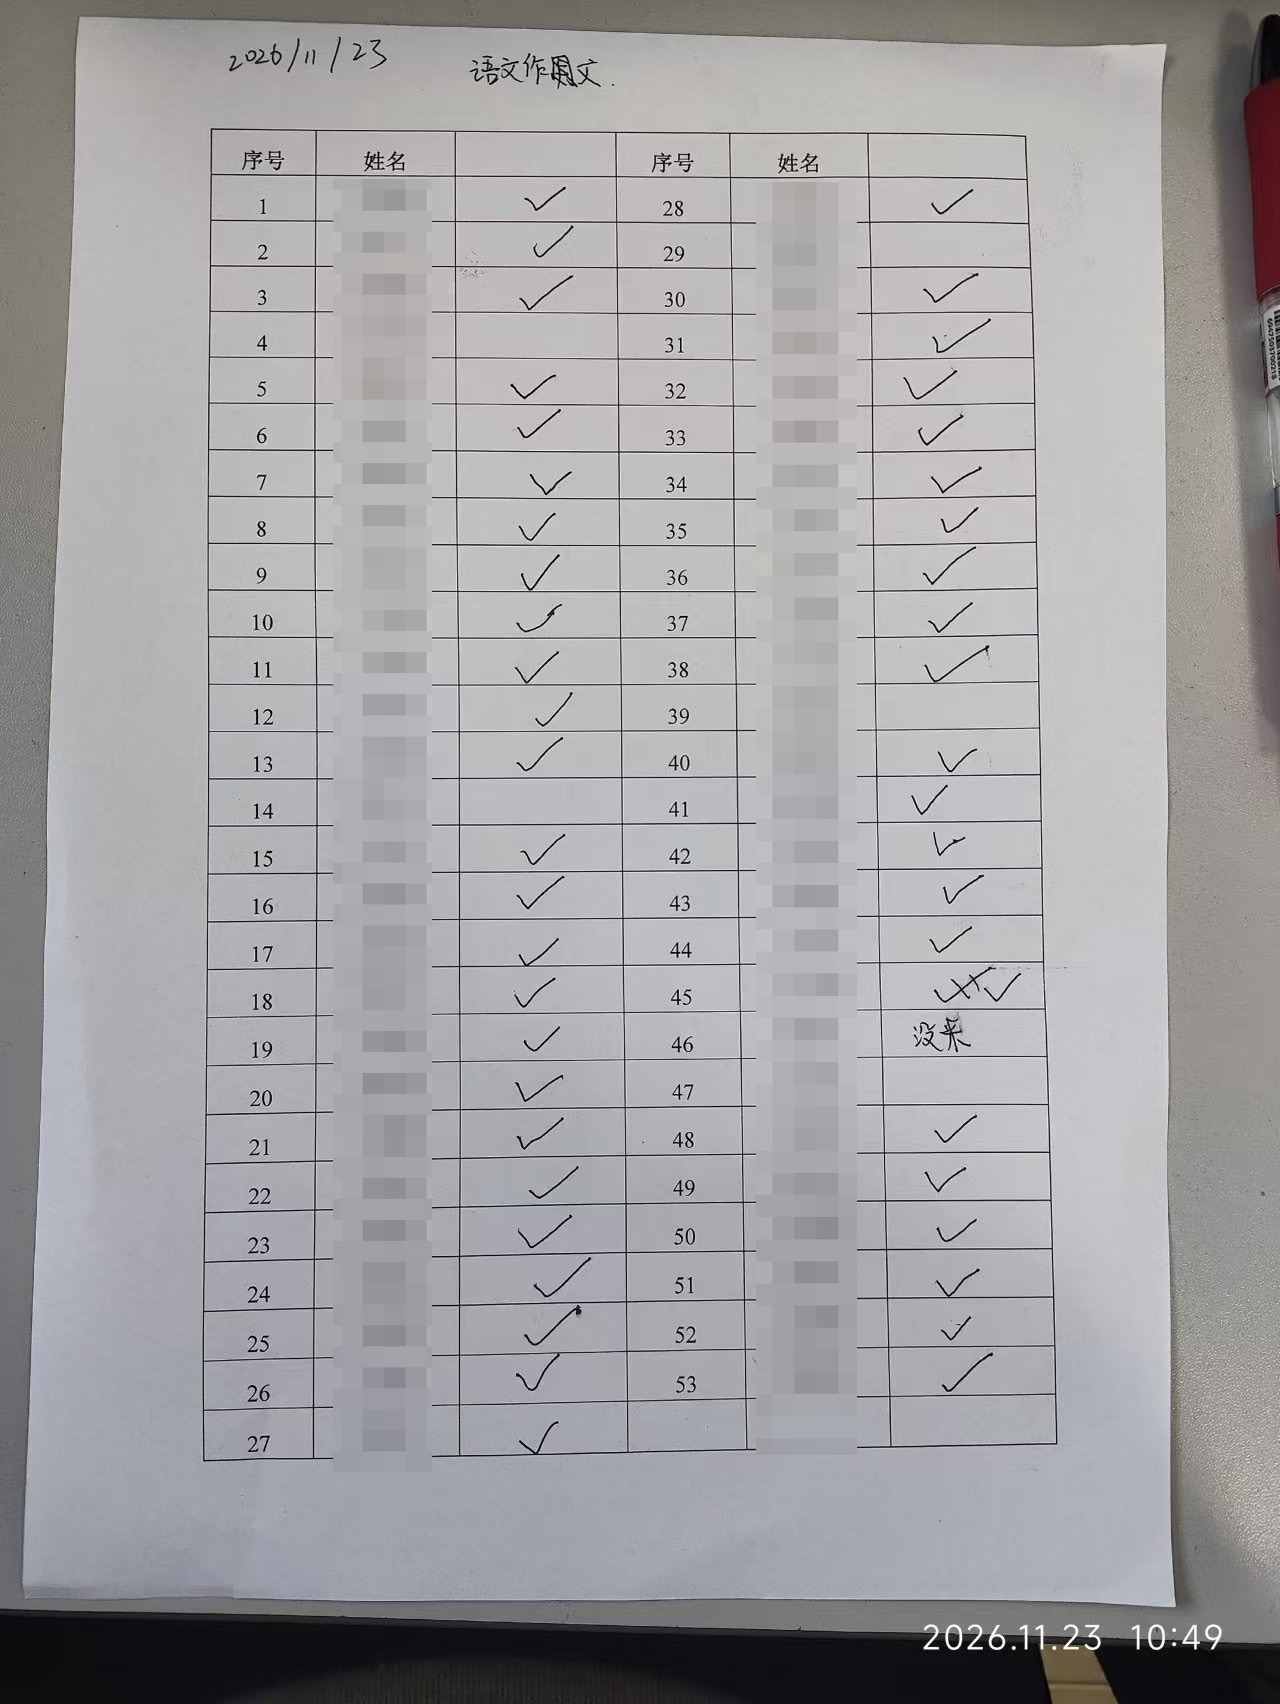 2026/11/23 语文作文
序号 姓名 序号 姓名
1 ✓ 28 ✓
2 ✓ 29
3 ✓ 30 ✓
4 31 ✓
5 ✓ 32 ✓
6 ✓ 33 ✓
7 ✓ 34 ✓
8 ✓ 35 ✓
9 ✓ 36 ✓
10 ✓ 37 ✓
11 ✓ 38 ✓
12 ✓ 39
13 ✓ 40 ✓
14 41 ✓
15 ✓ 42 ✓
16 ✓ 43 ✓
17 ✓ 44 ✓
18 ✓ 45 ✓
19 ✓ 46 没来
20 ✓ 47
21 ✓ 48 ✓
22 ✓ 49 ✓
23 ✓ 50 ✓
24 ✓ 51 ✓
25 ✓ 52 ✓
26 ✓ 53 ✓
27 ✓
2026.11.23 10:49